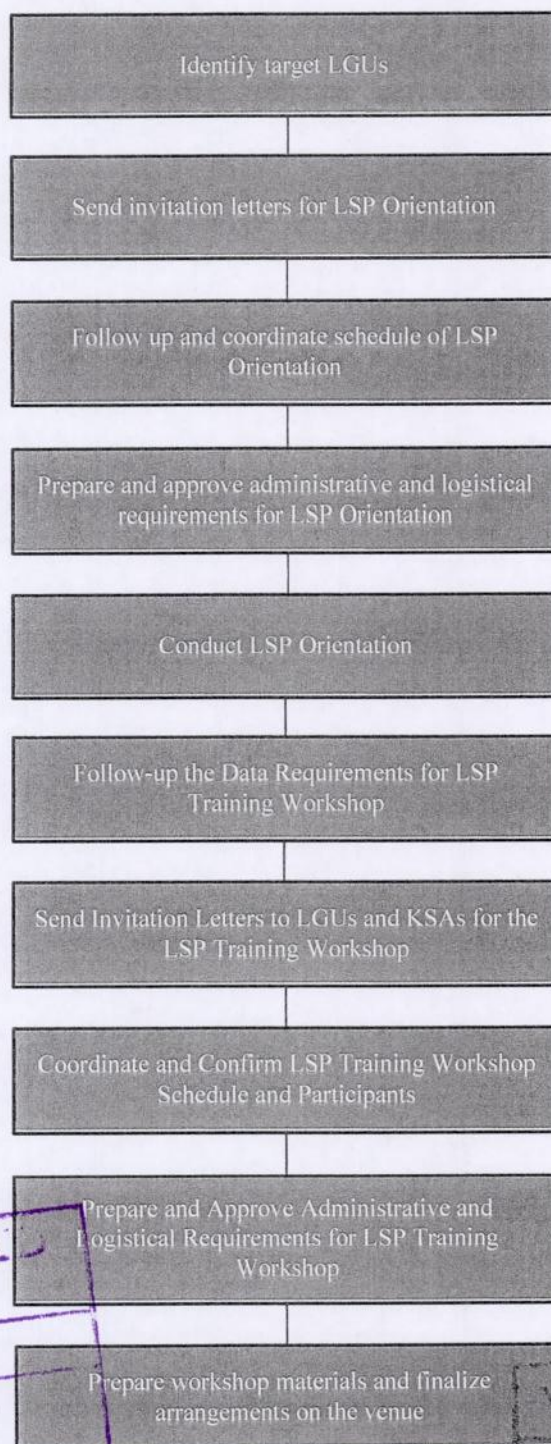 Identify target LGUs
Send invitation letters for LSP Orientation
Follow up and coordinate schedule of LSP
Orientation
Prepare and approve administrative and logistical
requirements for LSP Orientation
Conduct LSP Orientation
Follow-up the Data Requirements for LSP
Training Workshop
Send Invitation Letters to LGUs and KSAs for the
LSP Training Workshop
Coordinate and Confirm LSP Training Workshop
Schedule and Participants
Prepare and Approve Administrative and
Logistical Requirements for LSP Training
Workshop
Prepare workshop materials and finalize
arrangements on the venue